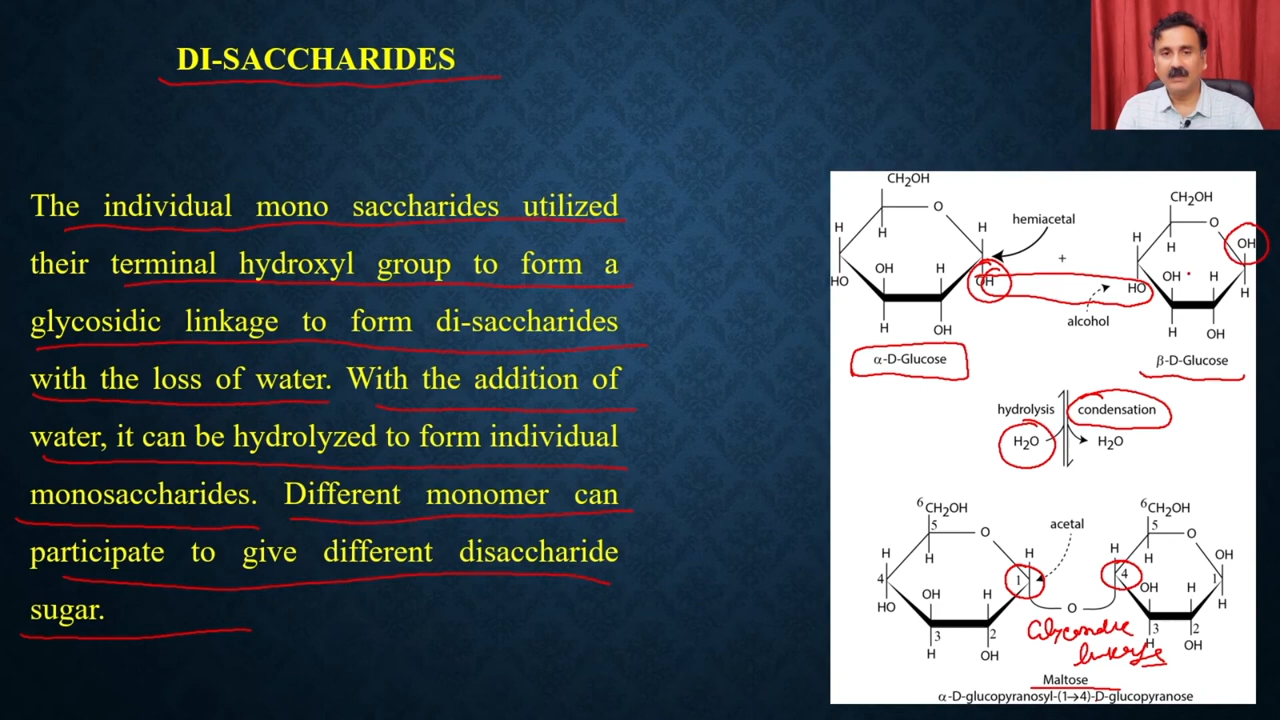 DI-SACCHARIDES
The individual mono saccharides utilized
their terminal hydroxyl group to form a
glycosidic linkage to form di-saccharides
with the loss of water. With the addition of
water, it can be hydrolyzed to form individual
monosaccharides. Different monomer can
participate to give different disaccharide
sugar.
CH₂OH
O
H
H
H
hemiacetal
HO
OH
H
OH
H
OH
α-D-Glucose
+
alcohol
CH₂OH
O
H
H
OH
HO
OH
H
H
H
OH
β-D-Glucose
hydrolysis
condensation
H₂O
H₂O
6 CH₂OH
5
O
H
H
H
4
1
HO
OH
H
3
2
H
OH
acetal
O
6 CH₂OH
5
O
H
H
OH
4
1
OH
H
H
3
2
H
OH
Glycosidic
linkage
Maltose
α-D-glucopyranosyl-(1→4)-D-glucopyranose